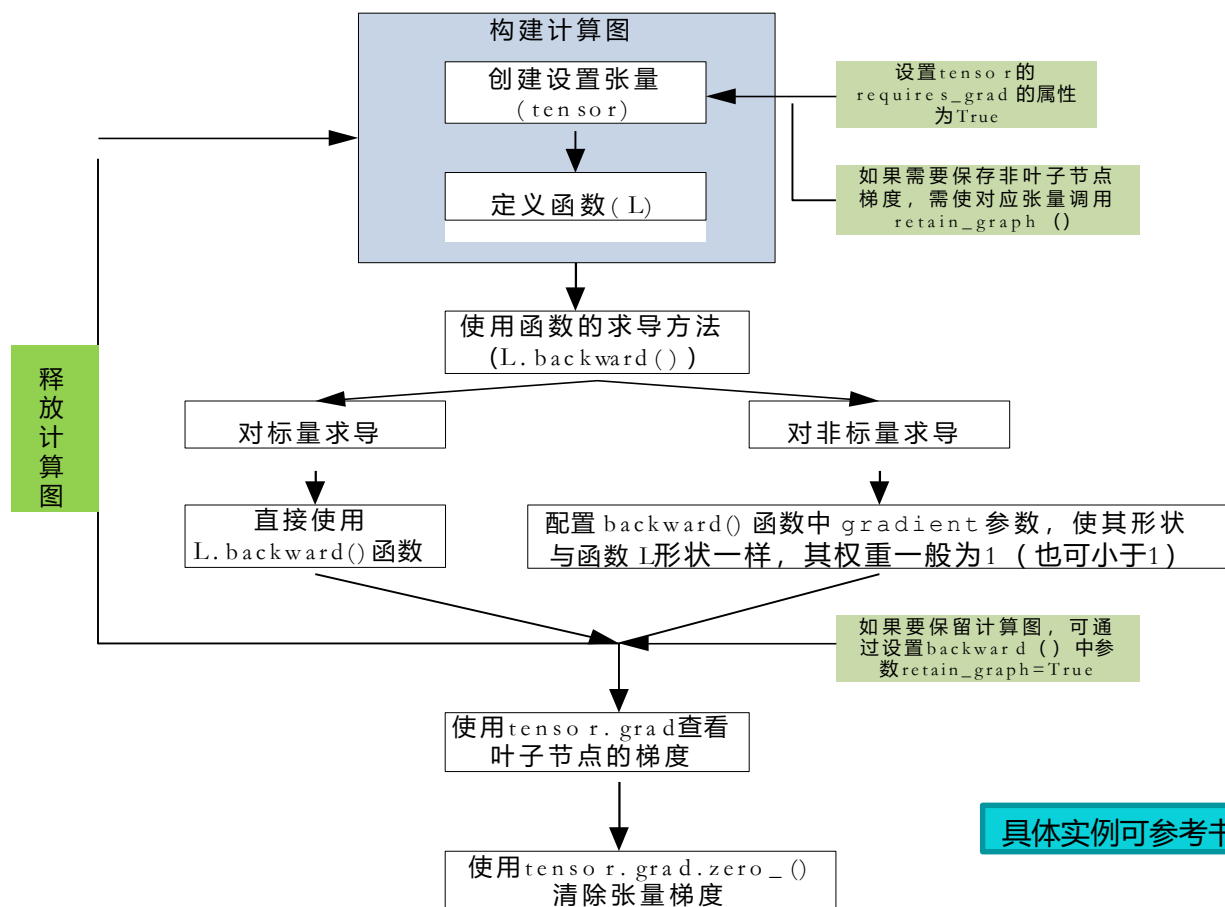 构建计算图
创建设置张量
(tensor)
设置tensor的
requires_grad 的属性
为True
如果需要保存非叶子节点
梯度，需使对应张量调用
retain_graph（）
定义函数(L)
使用函数的求导方法
(L.backward())
释
放
计
算
图
对标量求导
对非标量求导
直接使用
L.backward()函数
配置 backward() 函数中 gradient 参数，使其形状
与函数 L形状一样，其权重一般为1（也可小于1）
如果要保留计算图，可通
过设置backward（）中参
数retain_graph=True
使用tensor.grad查看
叶子节点的梯度
具体实例可参考书
使用tensor.grad.zero_()
清除张量梯度